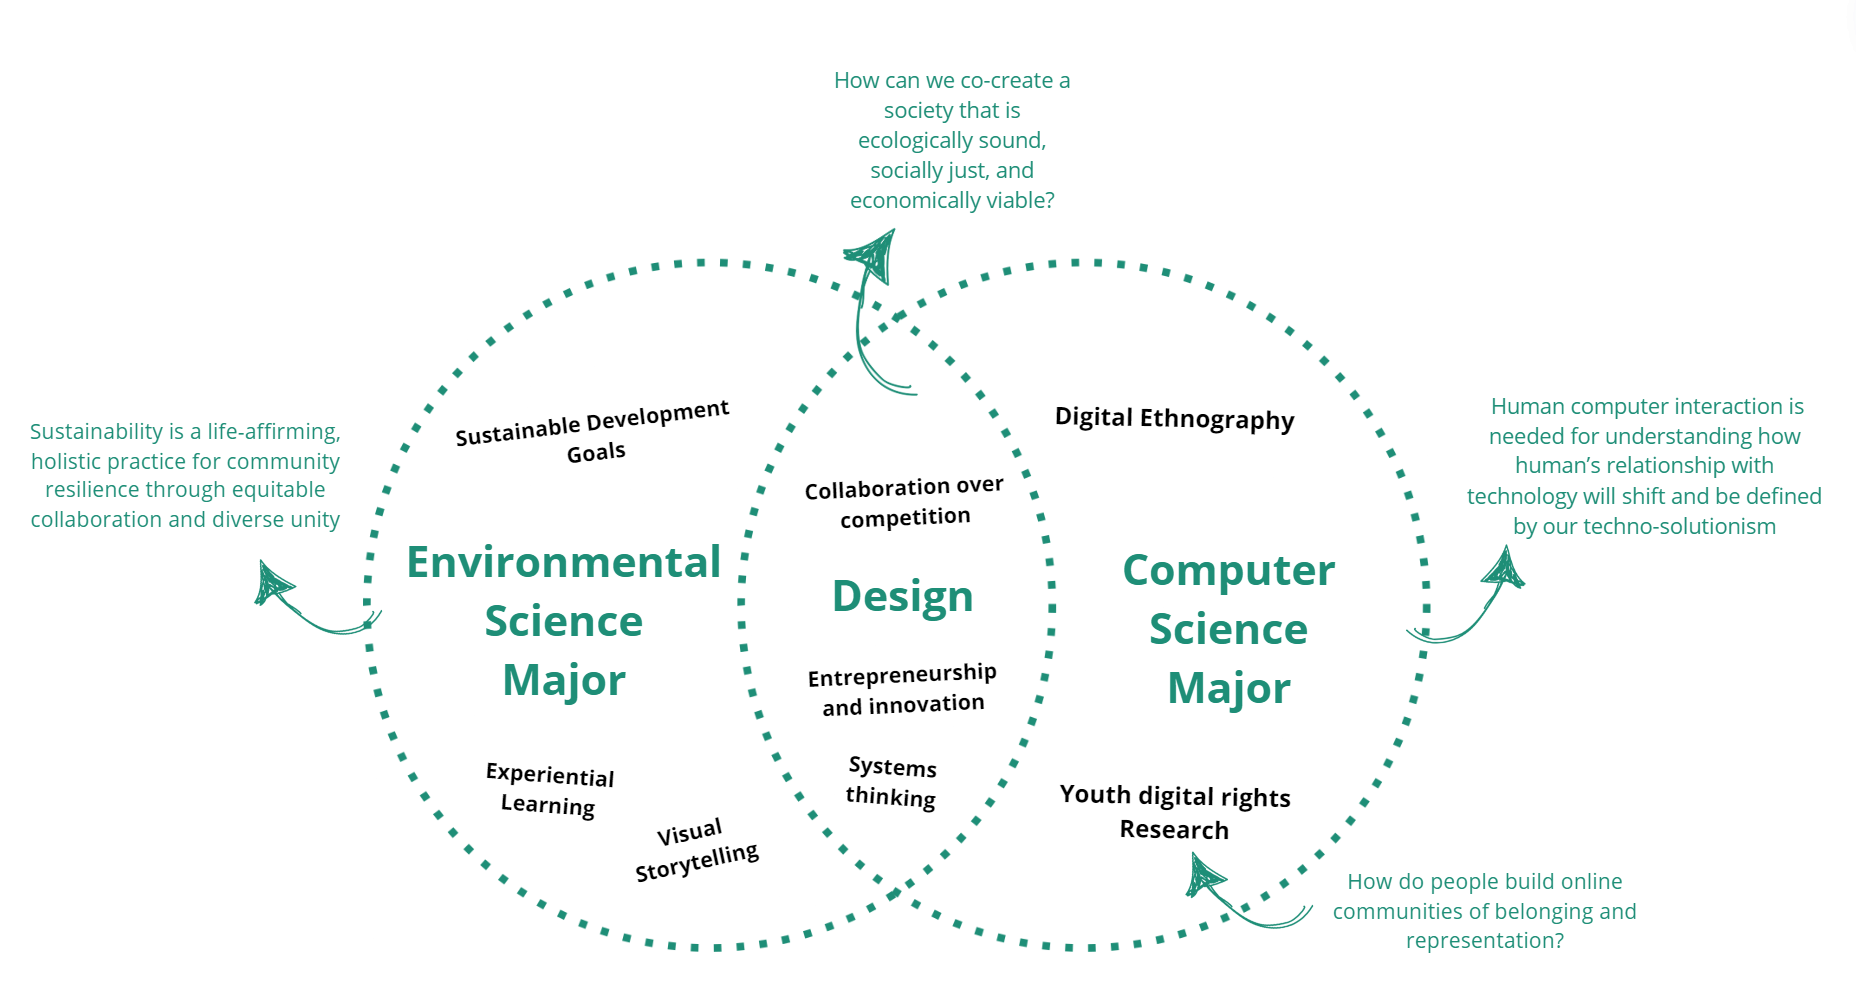 How can we co-create a
society that is
ecologically sound,
socially just, and
economically viable?
Sustainability is a life-affirming,
holistic practice for community
resilience through equitable
collaboration and diverse unity
Sustainable Development
Goals
Environmental
Science
Major
Experiential
Learning
Visual
Storytelling
Collaboration over
competition
Design
Entrepreneurship
and innovation
Systems
thinking
Digital Ethnography
Computer
Science
Major
Youth digital rights
Research
Human computer interaction is
needed for understanding how
human’s relationship with
technology will shift and be defined
by our techno-solutionism
How do people build online
communities of belonging and
representation?